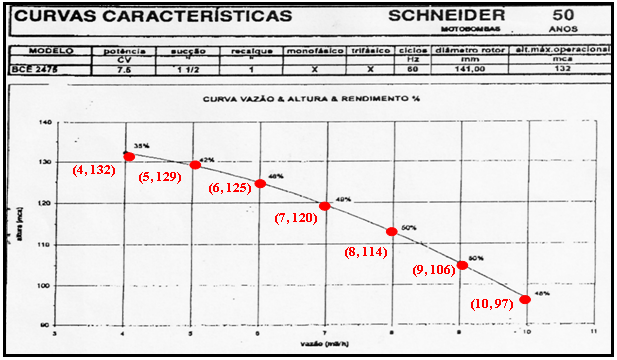 CURVAS CARACTERÍSTICAS SCHNEIDER 50
MOTOBOMBAS ANOS
MODELO potência sucção recalque monofásico trifásico ciclos diâmetro rotor alt.máx.operacional
CV " " Hz mm mca
BCE 2475 7.5 1 1/2 1 X X 60 141,00 132
CURVA VAZÃO & ALTURA & RENDIMENTO %
140
130
120
110
100
90
altura (mca)
35%
42%
48%
49%
50%
50%
48%
(4, 132)
(5, 129)
(6, 125)
(7, 120)
(8, 114)
(9, 106)
(10, 97)
3 4 5 6 7 8 9 10 11
vazão (m3/h)